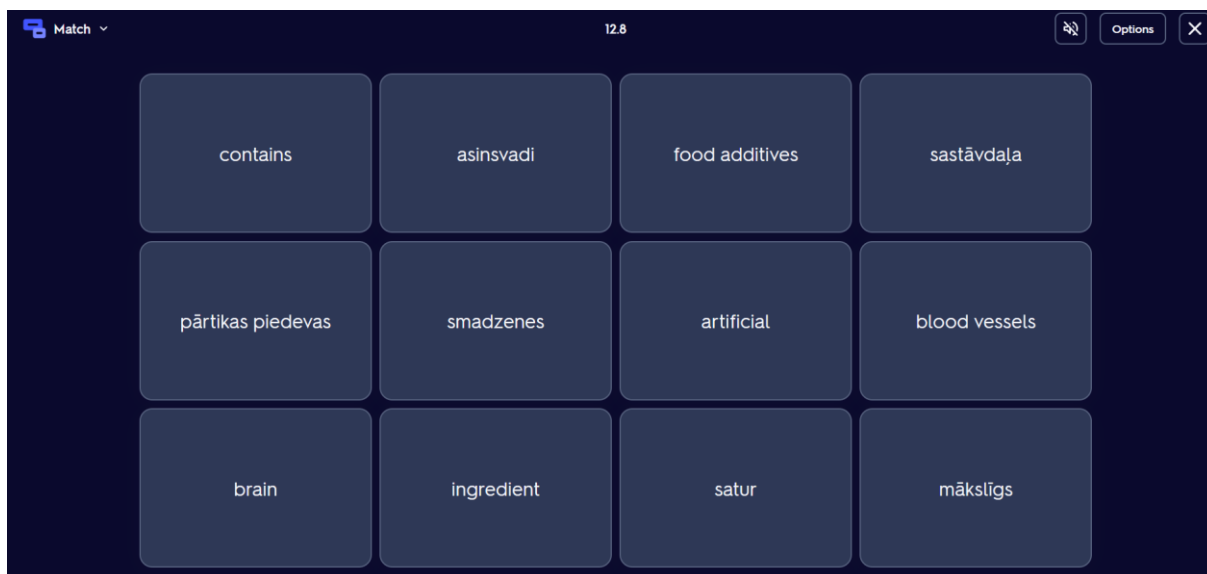 Match
12.8
Options
contains
asinsvadi
food additives
sastāvdaļa
pārtikas piedevas
smadzenes
artificial
blood vessels
brain
ingredient
satur
mākslīgs